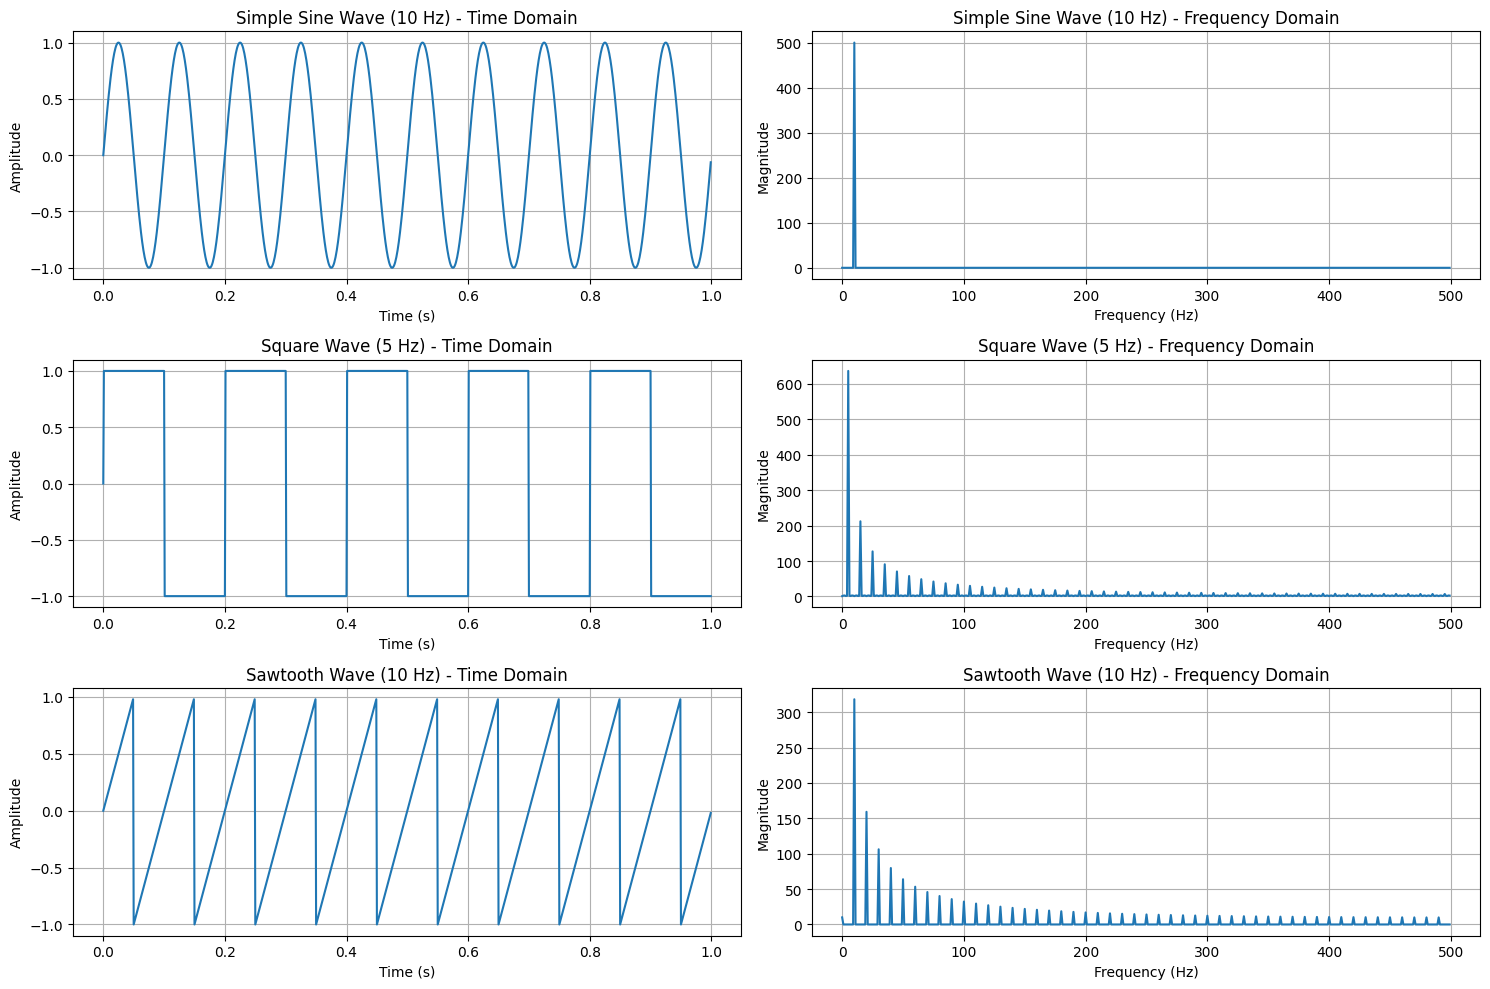 Simple Sine Wave (10 Hz) - Time Domain
1.0
0.5
0.0
−0.5
−1.0
Amplitude
0.0 0.2 0.4 0.6 0.8 1.0
Time (s)
Simple Sine Wave (10 Hz) - Frequency Domain
500
400
300
200
100
0
Magnitude
0 100 200 300 400 500
Frequency (Hz)
Square Wave (5 Hz) - Time Domain
1.0
0.5
0.0
−0.5
−1.0
Amplitude
0.0 0.2 0.4 0.6 0.8 1.0
Time (s)
Square Wave (5 Hz) - Frequency Domain
600
500
400
300
200
100
0
Magnitude
0 100 200 300 400 500
Frequency (Hz)
Sawtooth Wave (10 Hz) - Time Domain
1.0
0.5
0.0
−0.5
−1.0
Amplitude
0.0 0.2 0.4 0.6 0.8 1.0
Time (s)
Sawtooth Wave (10 Hz) - Frequency Domain
300
250
200
150
100
50
0
Magnitude
0 100 200 300 400 500
Frequency (Hz)